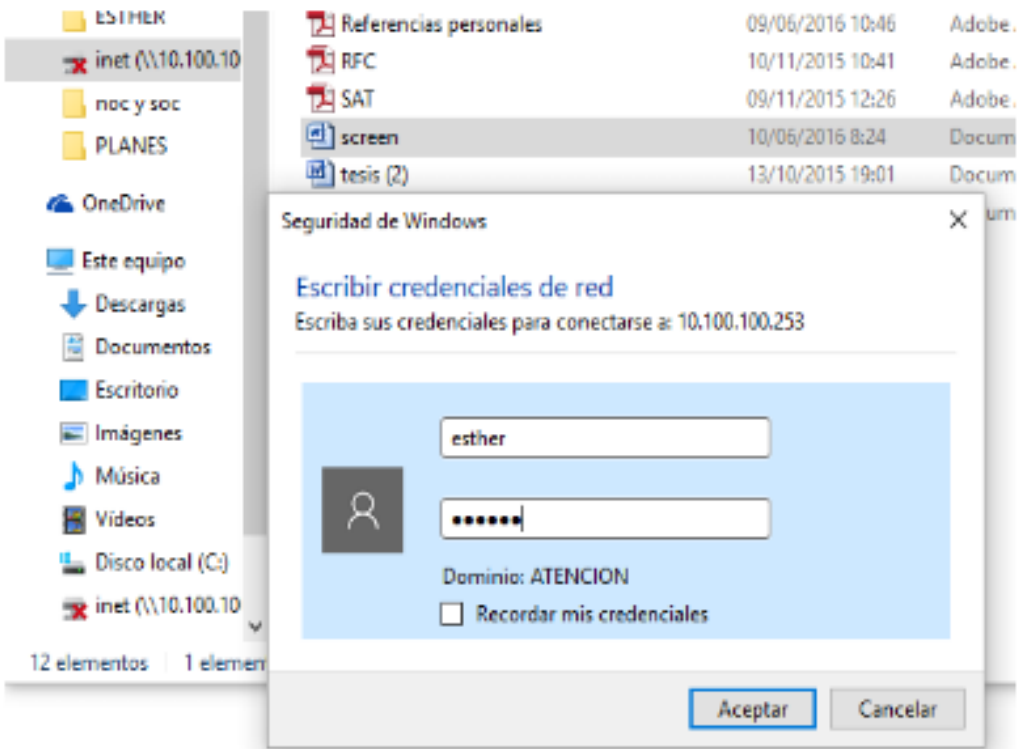 ESTHER
inet (\\10.100.10
noc y soc
PLANES
OneDrive
Este equipo
Descargas
Documentos
Escritorio
Imágenes
Música
Vídeos
Disco local (C:)
inet (\\10.100.10
12 elementos 1 elemen
Referencias personales 09/06/2016 10:46 Adobe
RFC 10/11/2015 10:41 Adobe
SAT 09/11/2015 12:26 Adobe
screen 10/06/2016 8:24 Docum
tesis (2) 13/10/2015 19:01 Docum
um
Seguridad de Windows
Escribir credenciales de red
Escriba sus credenciales para conectarse a: 10.100.100.253
esther
••••••
Dominio: ATENCION
Recordar mis credenciales
Aceptar Cancelar